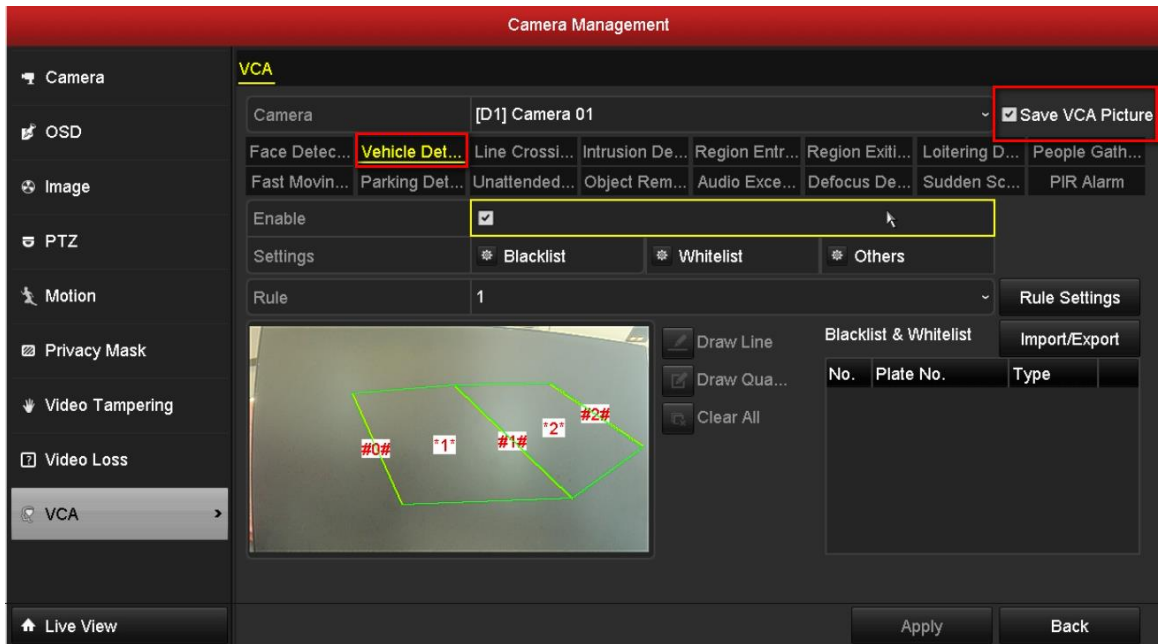 Camera Management
Camera
OSD
Image
PTZ
Motion
Privacy Mask
Video Tampering
Video Loss
VCA
Live View
VCA
Camera [D1] Camera 01 Save VCA Picture
Face Detec... Vehicle Det... Line Crossi... Intrusion De... Region Entr... Region Exiti... Loitering D... People Gath...
Fast Movin... Parking Det... Unattended... Object Rem... Audio Exce... Defocus De... Sudden Sc... PIR Alarm
Enable
Settings Blacklist Whitelist Others
Rule 1 Rule Settings
#0# *1* #1# *2* #2#
Draw Line
Draw Qua...
Clear All
Blacklist & Whitelist Import/Export
No. Plate No. Type
Apply Back